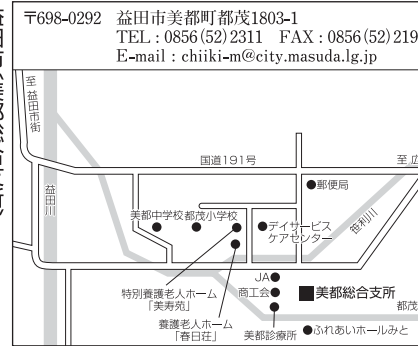 〒698-0292 益田市美都町都茂1803-1
TEL：0856(52)2311 FAX：0856(52)219
E-mail：chiiki-m@city.masuda.lg.jp
至 益田市街
益田川
国道191号
至 広
郵便局
美都中学校
都茂小学校
デイサービス
ケアセンター
笹利川
特別養護老人ホーム
「美寿苑」
養護老人ホーム
「春日荘」
JA
商工会
美都診療所
美都総合支所
都茂
ふれあいホールみと